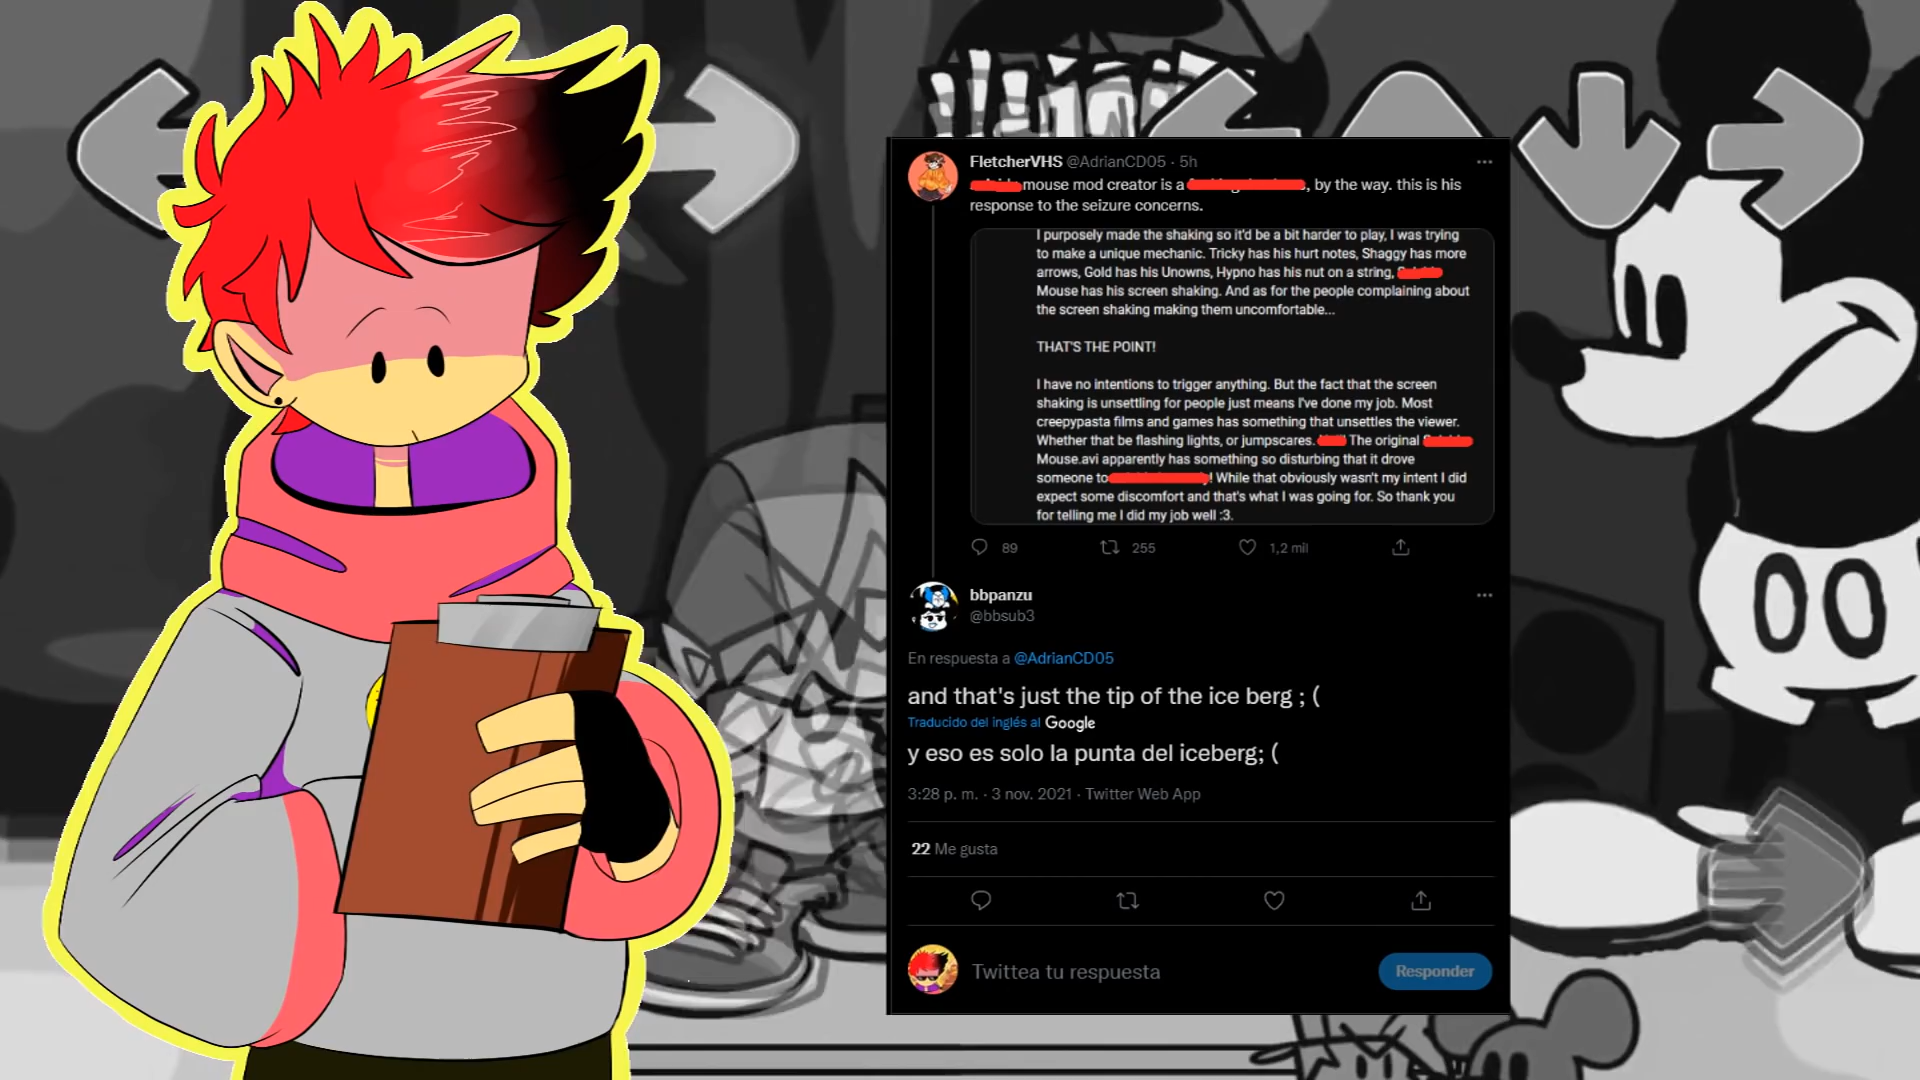 FletcherVHS @AdrianCD05 · 5h
mouse mod creator is a , by the way. this is his
response to the seizure concerns.
I purposely made the shaking so it'd be a bit harder to play, I was trying
to make a unique mechanic. Tricky has his hurt notes, Shaggy has more
arrows, Gold has his Unowns, Hypno has his nut on a string,
Mouse has his screen shaking. And as for the people complaining about
the screen shaking making them uncomfortable...
THAT'S THE POINT!
I have no intentions to trigger anything. But the fact that the screen
shaking is unsettling for people just means I've done my job. Most
creepypasta films and games has something that unsettles the viewer.
Whether that be flashing lights, or jumpscares. The original
Mouse.avi apparently has something so disturbing that it drove
someone to ! While that obviously wasn't my intent I did
expect some discomfort and that's what I was going for. So thank you
for telling me I did my job well :3.
89 255 1,2 mil
bbpanzu
@bbsub3
En respuesta a @AdrianCD05
and that's just the tip of the ice berg ; (
Traducido del inglés al Google
y eso es solo la punta del iceberg; (
3:28 p. m. · 3 nov. 2021 · Twitter Web App
22 Me gusta
Twittea tu respuesta
Responder